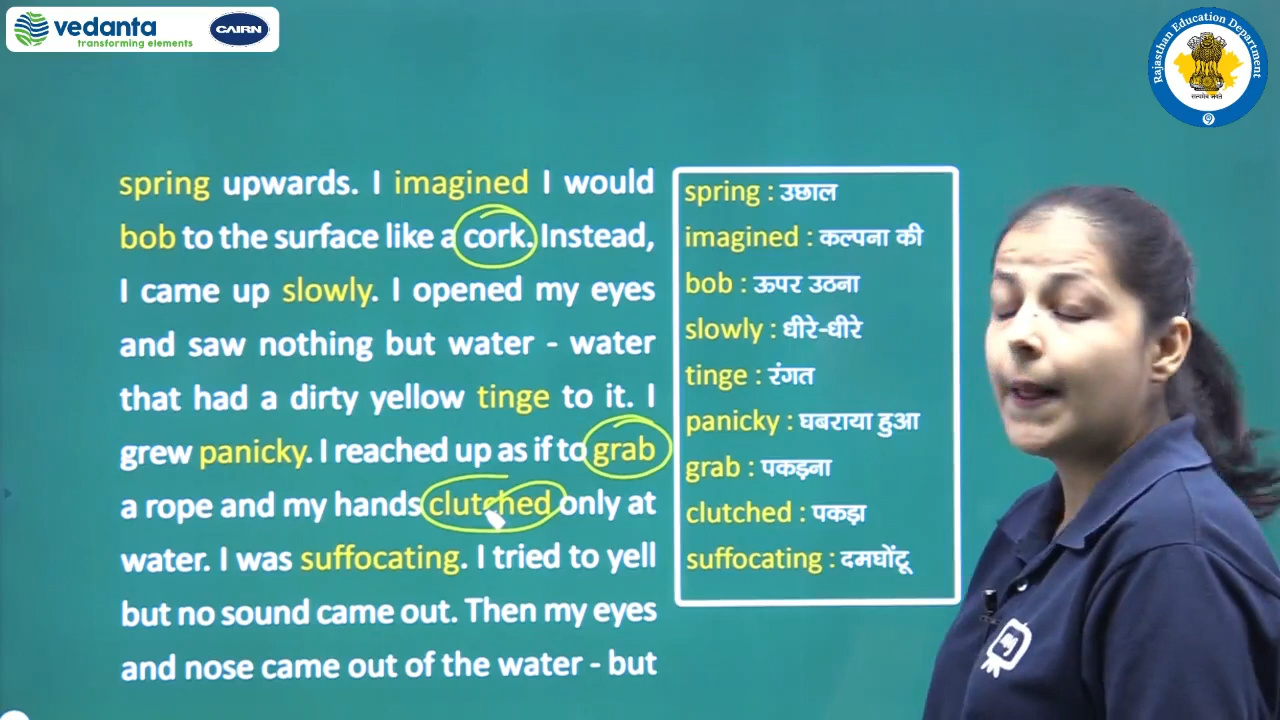 vedanta
transforming elements
CAIRN
Rajasthan Education Department
सत्यमेव जयते
spring upwards. I imagined I would
bob to the surface like a cork. Instead,
I came up slowly. I opened my eyes
and saw nothing but water - water
that had a dirty yellow tinge to it. I
grew panicky. I reached up as if to grab
a rope and my hands clutched only at
water. I was suffocating. I tried to yell
but no sound came out. Then my eyes
and nose came out of the water - but
spring : उछाल
imagined : कल्पना की
bob : ऊपर उठना
slowly : धीरे-धीरे
tinge : रंगत
panicky : घबराया हुआ
grab : पकड़ना
clutched : पकड़ा
suffocating : दमघोंटू